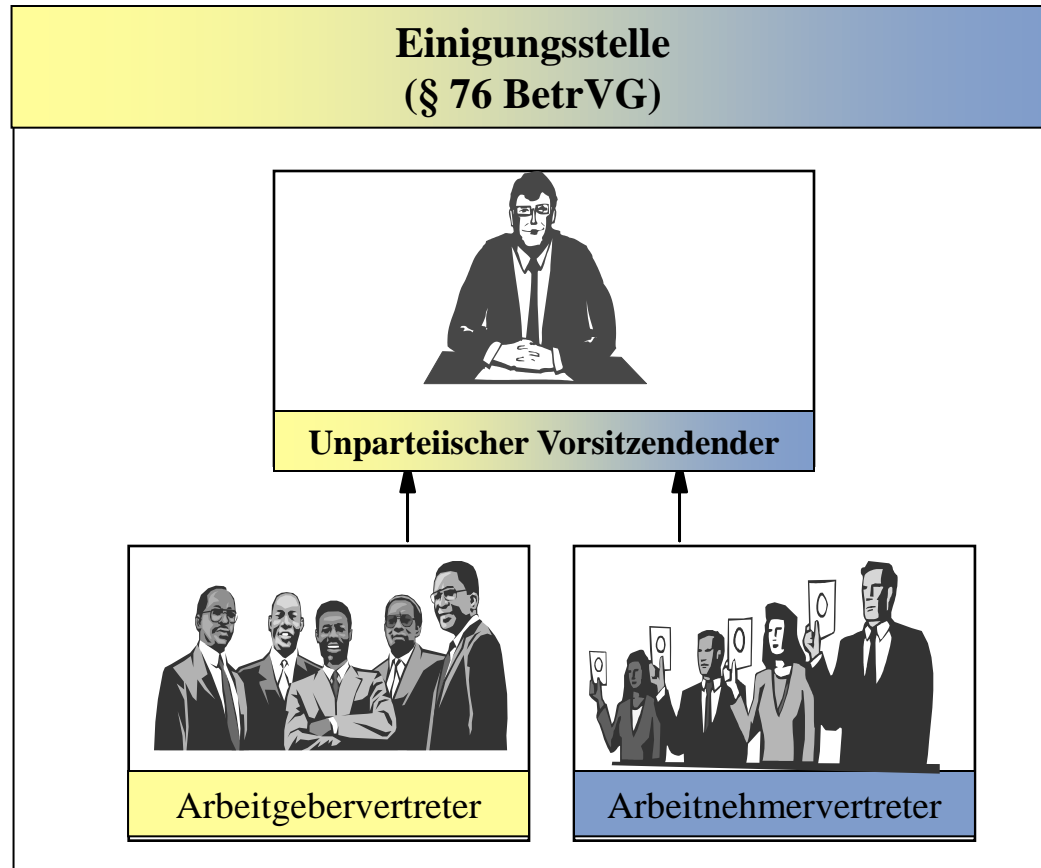 Einigungsstelle
(§ 76 BetrVG)
Unparteiischer Vorsitzendender
Arbeitgebervertreter
Arbeitnehmervertreter